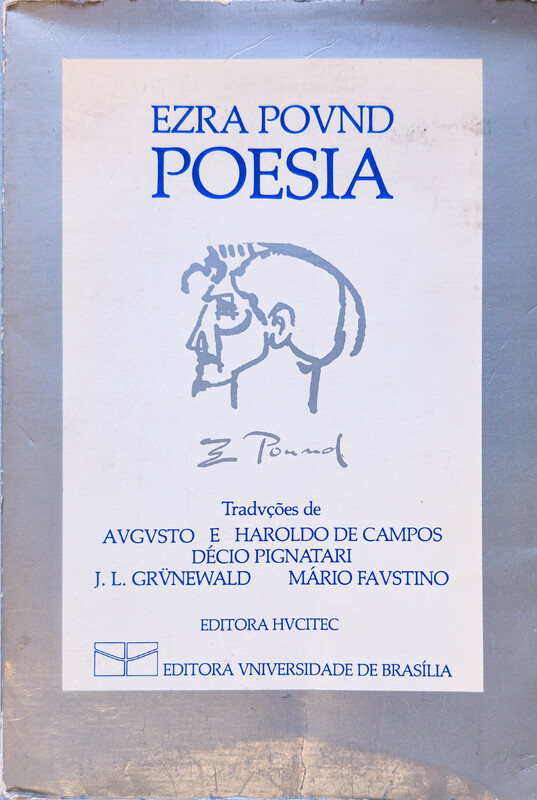 EZRA POVND
POESIA
E Pound
Tradvções de
AVGVSTO E HAROLDO DE CAMPOS
DÉCIO PIGNATARI
J. L. GRÜNEWALD MÁRIO FAVSTINO
EDITORA HVCITEC
EDITORA VNIVERSIDADE DE BRASÍLIA